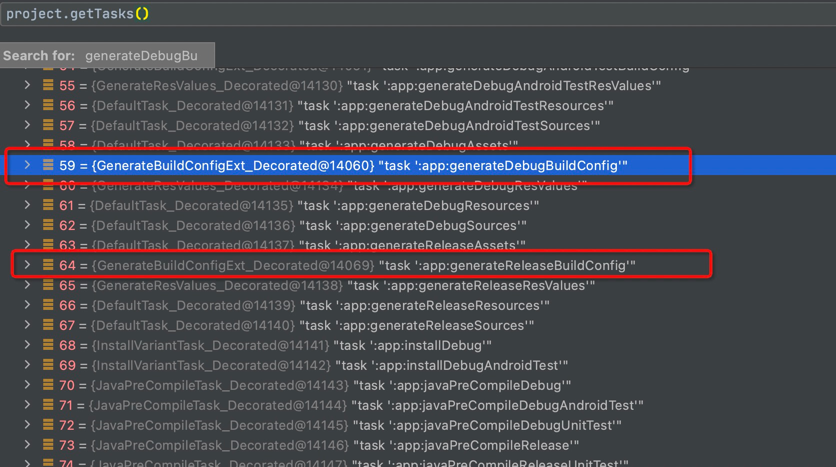 project.getTasks()
Search for: generateDebugBu
55 = {GenerateResValues_Decorated@14130} "task ':app:generateDebugAndroidTestResValues'"
56 = {DefaultTask_Decorated@14131} "task ':app:generateDebugAndroidTestResources'"
57 = {DefaultTask_Decorated@14132} "task ':app:generateDebugAndroidTestSources'"
58 = {DefaultTask_Decorated@14133} "task ':app:generateDebugAssets'"
59 = {GenerateBuildConfigExt_Decorated@14060} "task ':app:generateDebugBuildConfig'"
60 = {GenerateResValues_Decorated@14134} "task ':app:generateDebugResValues'"
61 = {DefaultTask_Decorated@14135} "task ':app:generateDebugResources'"
62 = {DefaultTask_Decorated@14136} "task ':app:generateDebugSources'"
63 = {DefaultTask_Decorated@14137} "task ':app:generateReleaseAssets'"
64 = {GenerateBuildConfigExt_Decorated@14069} "task ':app:generateReleaseBuildConfig'"
65 = {GenerateResValues_Decorated@14138} "task ':app:generateReleaseResValues'"
66 = {DefaultTask_Decorated@14139} "task ':app:generateReleaseResources'"
67 = {DefaultTask_Decorated@14140} "task ':app:generateReleaseSources'"
68 = {InstallVariantTask_Decorated@14141} "task ':app:installDebug'"
69 = {InstallVariantTask_Decorated@14142} "task ':app:installDebugAndroidTest'"
70 = {JavaPreCompileTask_Decorated@14143} "task ':app:javaPreCompileDebug'"
71 = {JavaPreCompileTask_Decorated@14144} "task ':app:javaPreCompileDebugAndroidTest'"
72 = {JavaPreCompileTask_Decorated@14145} "task ':app:javaPreCompileDebugUnitTest'"
73 = {JavaPreCompileTask_Decorated@14146} "task ':app:javaPreCompileRelease'"
74 = {JavaPreCompileTask_Decorated@14147} "task ':app:javaPreCompileReleaseUnitTest'"